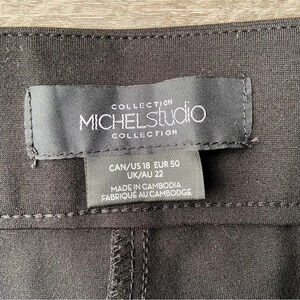 COLLECTION
MICHELstudio
COLLECTION
CAN/US 18 EUR 50
UK/AU 22
MADE IN CAMBODIA
FABRIQUÉ AU CAMBODGE